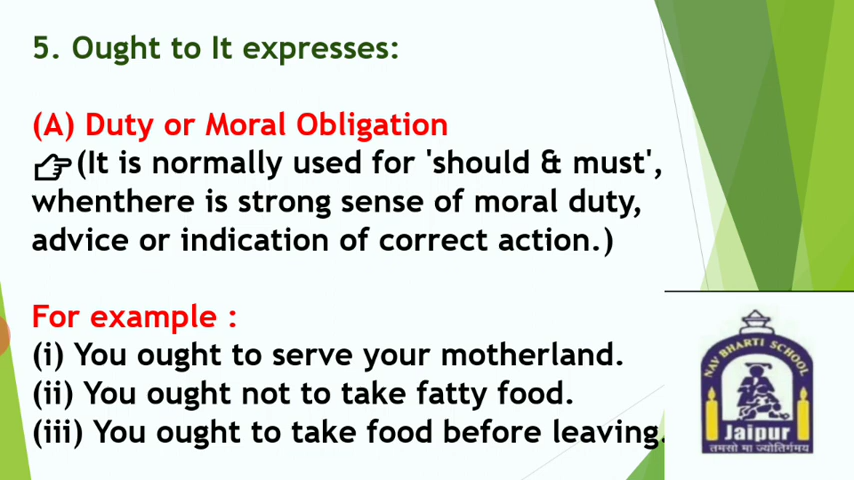 5. Ought to It expresses:
(A) Duty or Moral Obligation
(It is normally used for 'should & must',
whenthere is strong sense of moral duty,
advice or indication of correct action.)
For example :
(i) You ought to serve your motherland.
(ii) You ought not to take fatty food.
(iii) You ought to take food before leaving.
NAV BHARTI SCHOOL
Jaipur
तमसो मा ज्योतिर्गमय